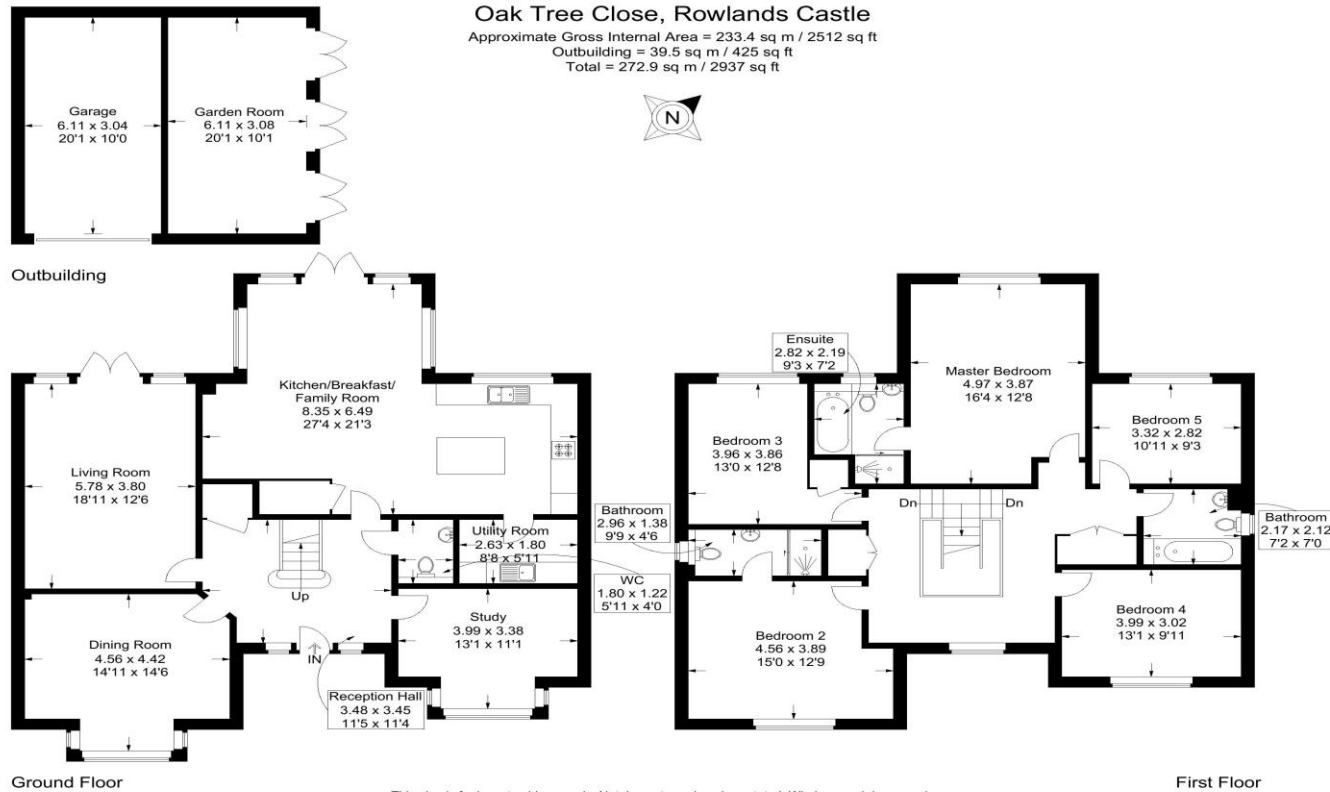 Oak Tree Close, Rowlands Castle
Approximate Gross Internal Area = 233.4 sq m / 2512 sq ft
Outbuilding = 39.5 sq m / 425 sq ft
Total = 272.9 sq m / 2937 sq ft
N
Garage
6.11 x 3.04
20'1 x 10'0
Garden Room
6.11 x 3.08
20'1 x 10'1
Outbuilding
Kitchen/Breakfast/
Family Room
8.35 x 6.49
27'4 x 21'3
Living Room
5.78 x 3.80
18'11 x 12'6
Utility Room
2.63 x 1.80
8'8 x 5'11
WC
1.80 x 1.22
5'11 x 4'0
Up
Dining Room
4.56 x 4.42
14'11 x 14'6
Study
3.99 x 3.38
13'1 x 11'1
IN
Reception Hall
3.48 x 3.45
11'5 x 11'4
Ground Floor
Ensuite
2.82 x 2.19
9'3 x 7'2
Master Bedroom
4.97 x 3.87
16'4 x 12'8
Bedroom 3
3.96 x 3.86
13'0 x 12'8
Bedroom 5
3.32 x 2.82
10'11 x 9'3
Dn
Dn
Bathroom
2.96 x 1.38
9'9 x 4'6
Bathroom
2.17 x 2.12
7'2 x 7'0
Bedroom 2
4.56 x 3.89
15'0 x 12'9
Bedroom 4
3.99 x 3.02
13'1 x 9'11
First Floor